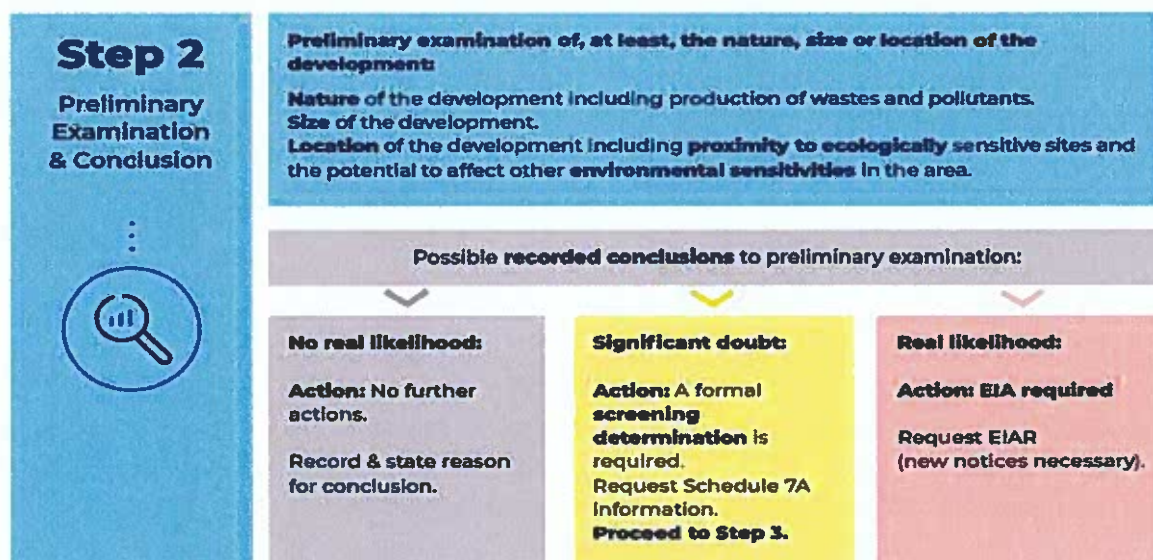 Step 2
Preliminary
Examination
& Conclusion
Preliminary examination of, at least, the nature, size or location of the
development:
Nature of the development including production of wastes and pollutants.
Size of the development.
Location of the development including proximity to ecologically sensitive sites and
the potential to affect other environmental sensitivities in the area.
Possible recorded conclusions to preliminary examination:
No real likelihood:
Action: No further
actions.
Record & state reason
for conclusion.
Significant doubt:
Action: A formal
screening
determination is
required.
Request Schedule 7A
Information.
Proceed to Step 3.
Real likelihood:
Action: EIA required
Request EIAR
(new notices necessary).